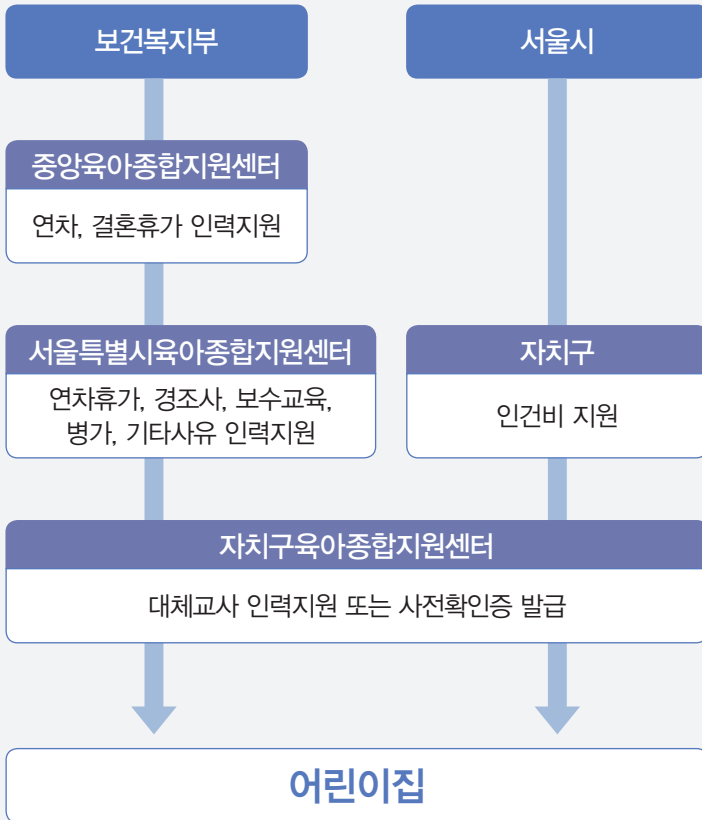 보건복지부
서울시
중앙육아종합지원센터
연차, 결혼휴가 인력지원
서울특별시육아종합지원센터
연차휴가, 경조사, 보수교육,
병가, 기타사유 인력지원
자치구
인건비 지원
자치구육아종합지원센터
대체교사 인력지원 또는 사전확인증 발급
어린이집